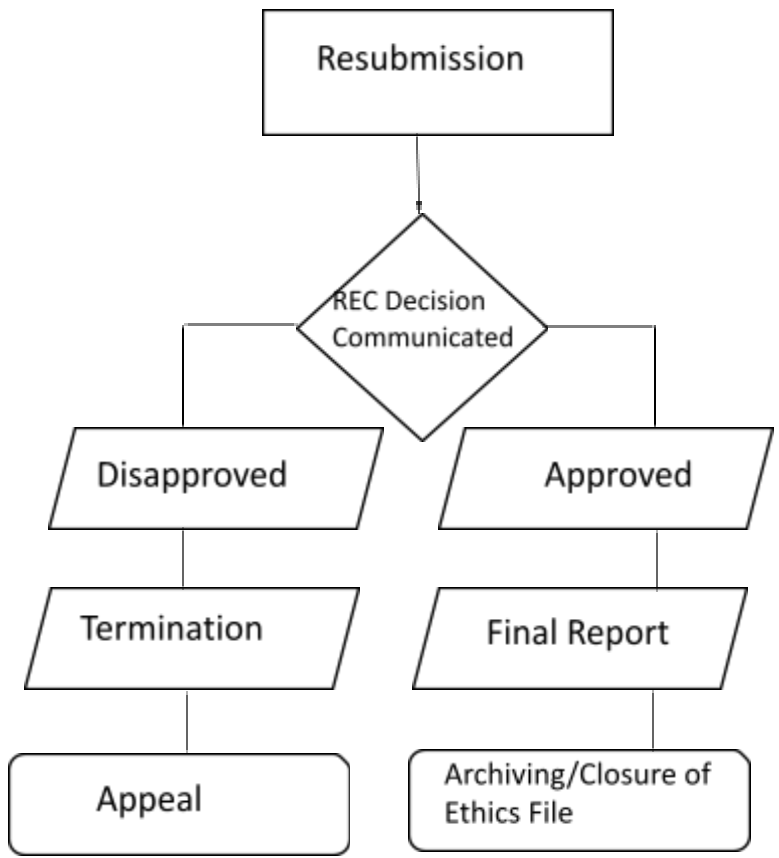 Resubmission
REC Decision
Communicated
Disapproved
Approved
Termination
Final Report
Appeal
Archiving/Closure of
Ethics File